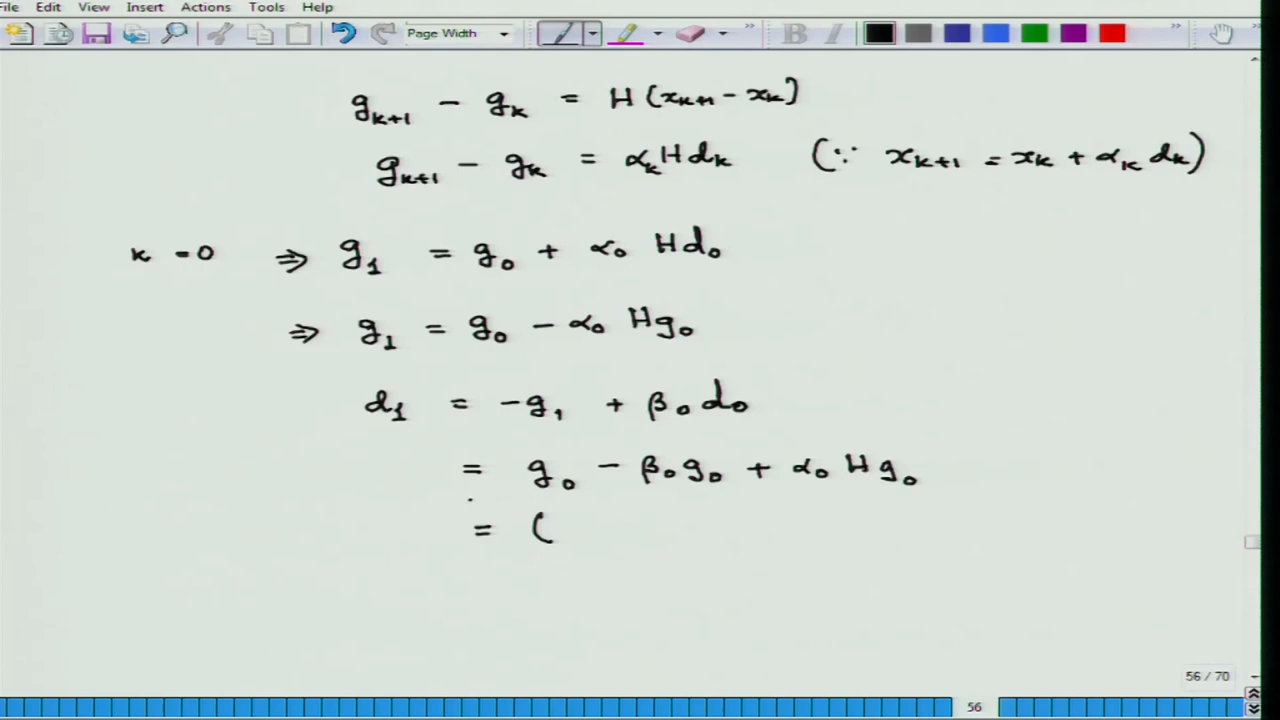 File Edit View Insert Actions Tools Help
Page Width
g_{k+1} - g_k = H(x_{k+1} - x_k)
g_{k+1} - g_k = α_k H d_k (∵ x_{k+1} = x_k + α_k d_k)
k = 0 ⇒ g_1 = g_0 + α_0 H d_0
⇒ g_1 = g_0 - α_0 H g_0
d_1 = -g_1 + β_0 d_0
= g_0 - β_0 g_0 + α_0 H g_0
= (
56 / 70
56